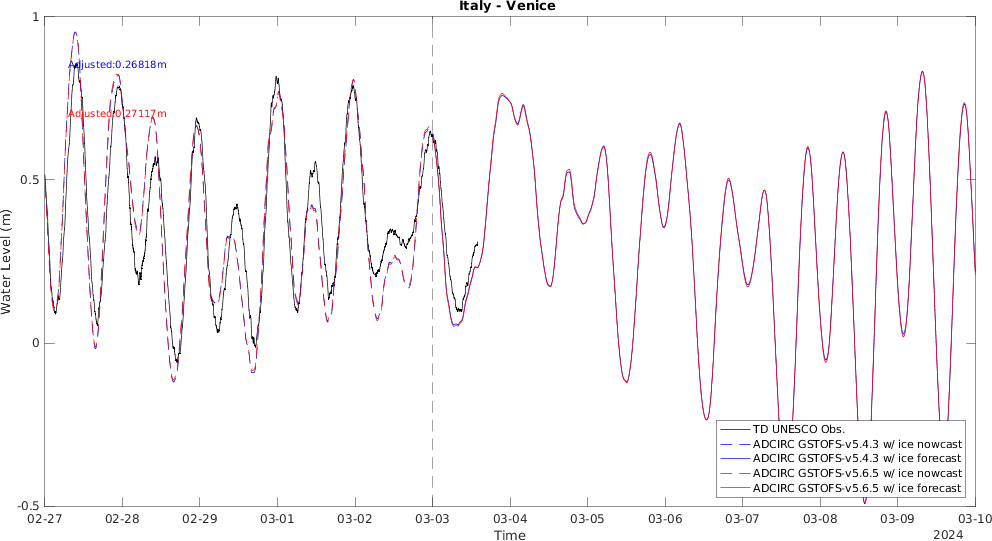 Italy - Venice
Water Level (m)
1
0.5
0
-0.5
Adjusted:0.26818m
Adjusted:0.27117m
TD UNESCO Obs.
ADCIRC GSTOFS-v5.4.3 w/ ice nowcast
ADCIRC GSTOFS-v5.4.3 w/ ice forecast
ADCIRC GSTOFS-v5.6.5 w/ ice nowcast
ADCIRC GSTOFS-v5.6.5 w/ ice forecast
02-27 02-28 02-29 03-01 03-02 03-03 03-04 03-05 03-06 03-07 03-08 03-09 03-10
Time
2024